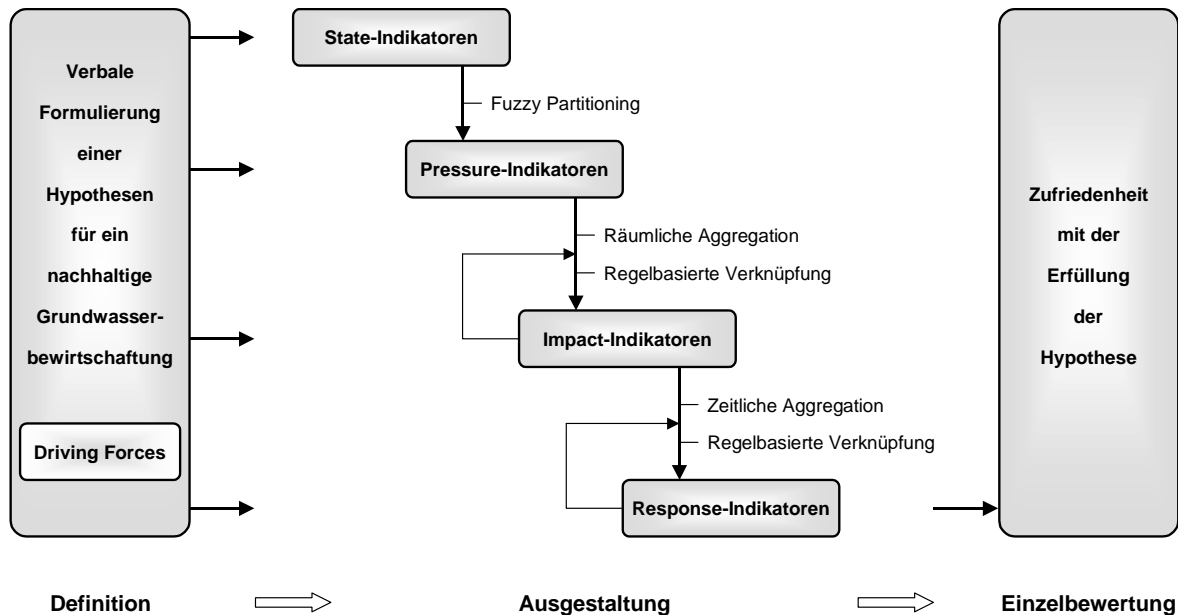 Verbale
Formulierung
einer
Hypothesen
für ein
nachhaltige
Grundwasser-
bewirtschaftung
Driving Forces
State-Indikatoren
Fuzzy Partitioning
Pressure-Indikatoren
Räumliche Aggregation
Regelbasierte Verknüpfung
Impact-Indikatoren
Zeitliche Aggregation
Regelbasierte Verknüpfung
Response-Indikatoren
Zufriedenheit
mit der
Erfüllung
der
Hypothese
Definition
Ausgestaltung
Einzelbewertung